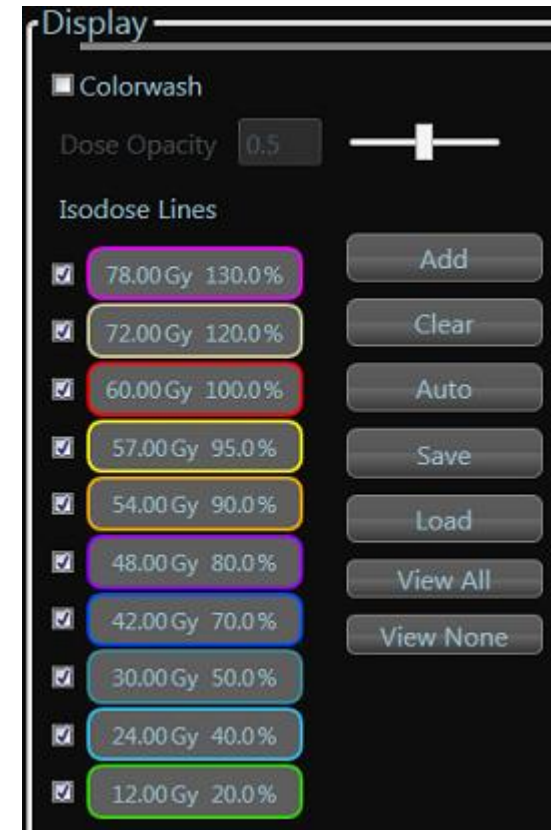 Display
Colorwash
Dose Opacity 0.5
Isodose Lines
78.00 Gy 130.0 %
72.00 Gy 120.0 %
60.00 Gy 100.0 %
57.00 Gy 95.0 %
54.00 Gy 90.0 %
48.00 Gy 80.0 %
42.00 Gy 70.0 %
30.00 Gy 50.0 %
24.00 Gy 40.0 %
12.00 Gy 20.0 %
Add
Clear
Auto
Save
Load
View All
View None